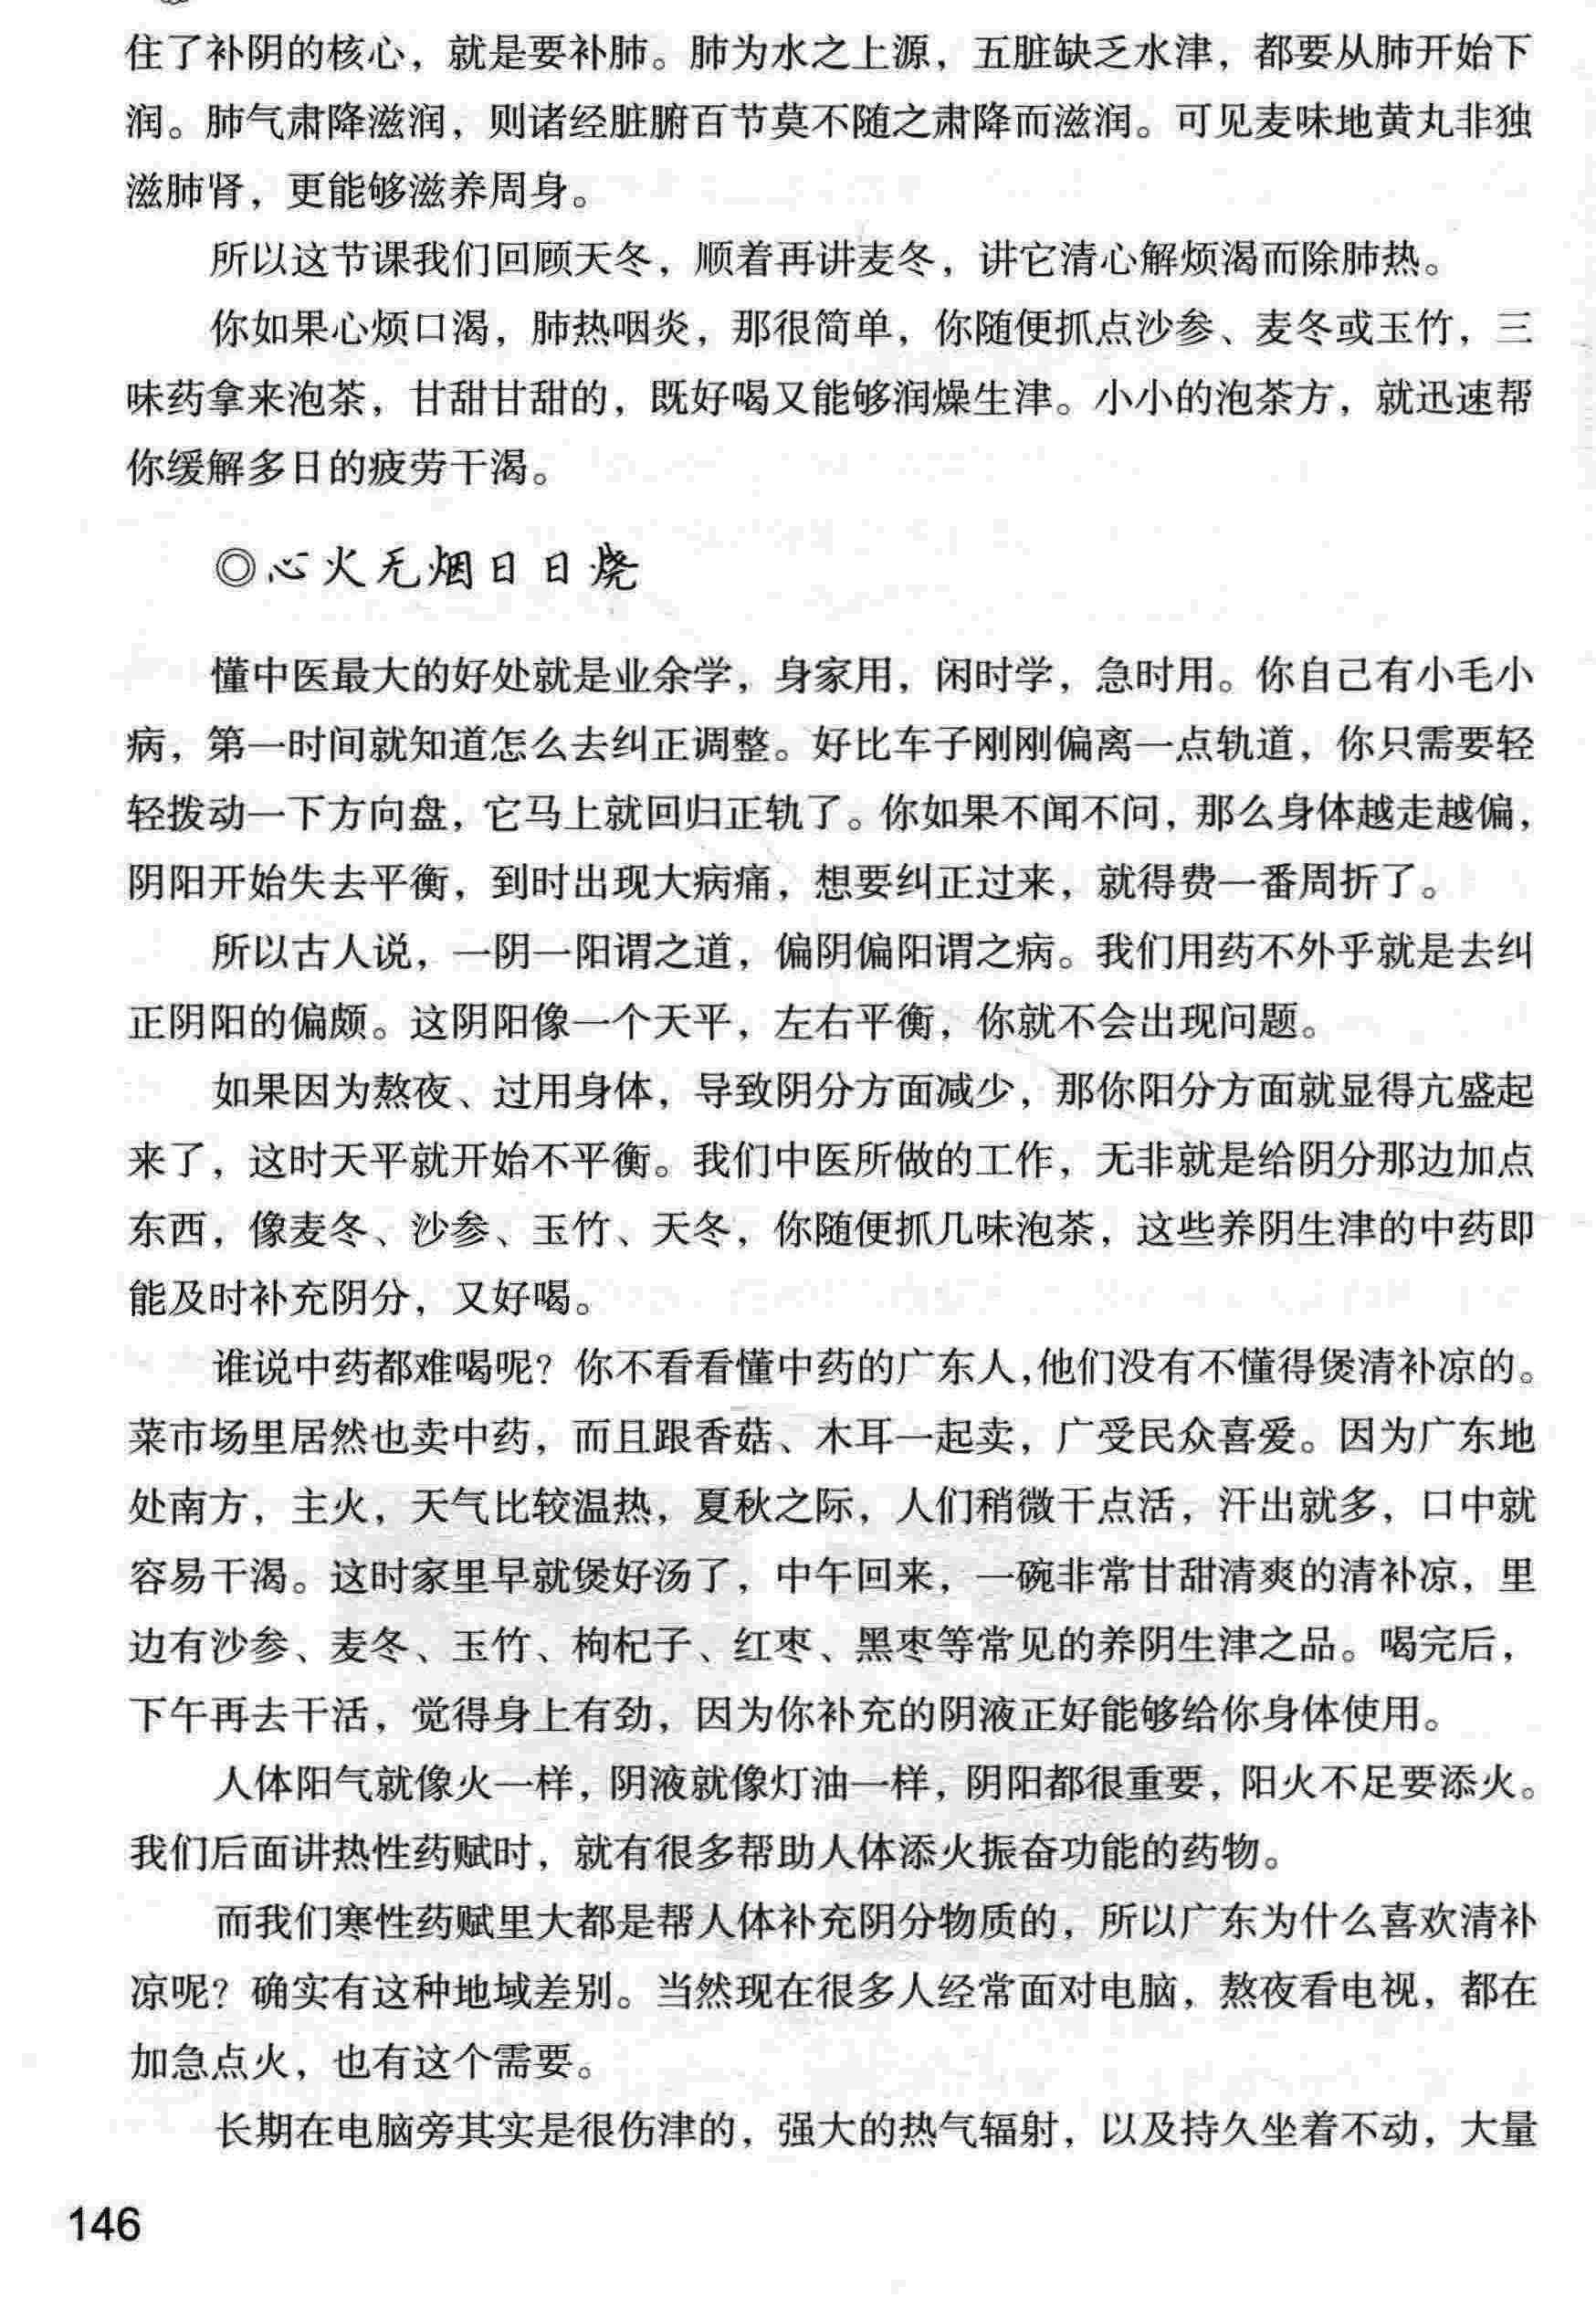 住了补阴的核心，就是要补肺。肺为水之上源，五脏缺乏水津，都要从肺开始下
润。肺气肃降滋润，则诸经脏腑百节莫不随之肃降而滋润。可见麦味地黄丸非独
滋肺肾，更能够滋养周身。
所以这节课我们回顾天冬，顺着再讲麦冬，讲它清心解烦渴而除肺热。
你如果心烦口渴，肺热咽炎，那很简单，你随便抓点沙参、麦冬或玉竹，三
味药拿来泡茶，甘甜甘甜的，既好喝又能够润燥生津。小小的泡茶方，就迅速帮
你缓解多日的疲劳干渴。
◎心火无烟日日烧
懂中医最大的好处就是业余学，身家用，闲时学，急时用。你自己有小毛小
病，第一时间就知道怎么去纠正调整。好比车子刚刚偏离一点轨道，你只需要轻
轻拨动一下方向盘，它马上就回归正轨了。你如果不闻不问，那么身体越走越偏，
阴阳开始失去平衡，到时出现大病痛，想要纠正过来，就得费一番周折了。
所以古人说，一阴一阳谓之道，偏阴偏阳谓之病。我们用药不外乎就是去纠
正阴阳的偏颇。这阴阳像一个天平，左右平衡，你就不会出现问题。
如果因为熬夜、过用身体，导致阴分方面减少，那你阳分方面就显得亢盛起
来了，这时天平就开始不平衡。我们中医所做的工作，无非就是给阴分那边加点
东西，像麦冬、沙参、玉竹、天冬，你随便抓几味泡茶，这些养阴生津的中药即
能及时补充阴分，又好喝。
谁说中药都难喝呢？你不看看懂中药的广东人,他们没有不懂得煲清补凉的。
菜市场里居然也卖中药，而且跟香菇、木耳一起卖，广受民众喜爱。因为广东地
处南方，主火，天气比较温热，夏秋之际，人们稍微干点活，汗出就多，口中就
容易干渴。这时家里早就煲好汤了，中午回来，一碗非常甘甜清爽的清补凉，里
边有沙参、麦冬、玉竹、枸杞子、红枣、黑枣等常见的养阴生津之品。喝完后，
下午再去干活，觉得身上有劲，因为你补充的阴液正好能够给你身体使用。
人体阳气就像火一样，阴液就像灯油一样，阴阳都很重要，阳火不足要添火。
我们后面讲热性药赋时，就有很多帮助人体添火振奋功能的药物。
而我们寒性药赋里大都是帮人体补充阴分物质的，所以广东为什么喜欢清补
凉呢？确实有这种地域差别。当然现在很多人经常面对电脑，熬夜看电视，都在
加急点火，也有这个需要。
长期在电脑旁其实是很伤津的，强大的热气辐射，以及持久坐着不动，大量
146